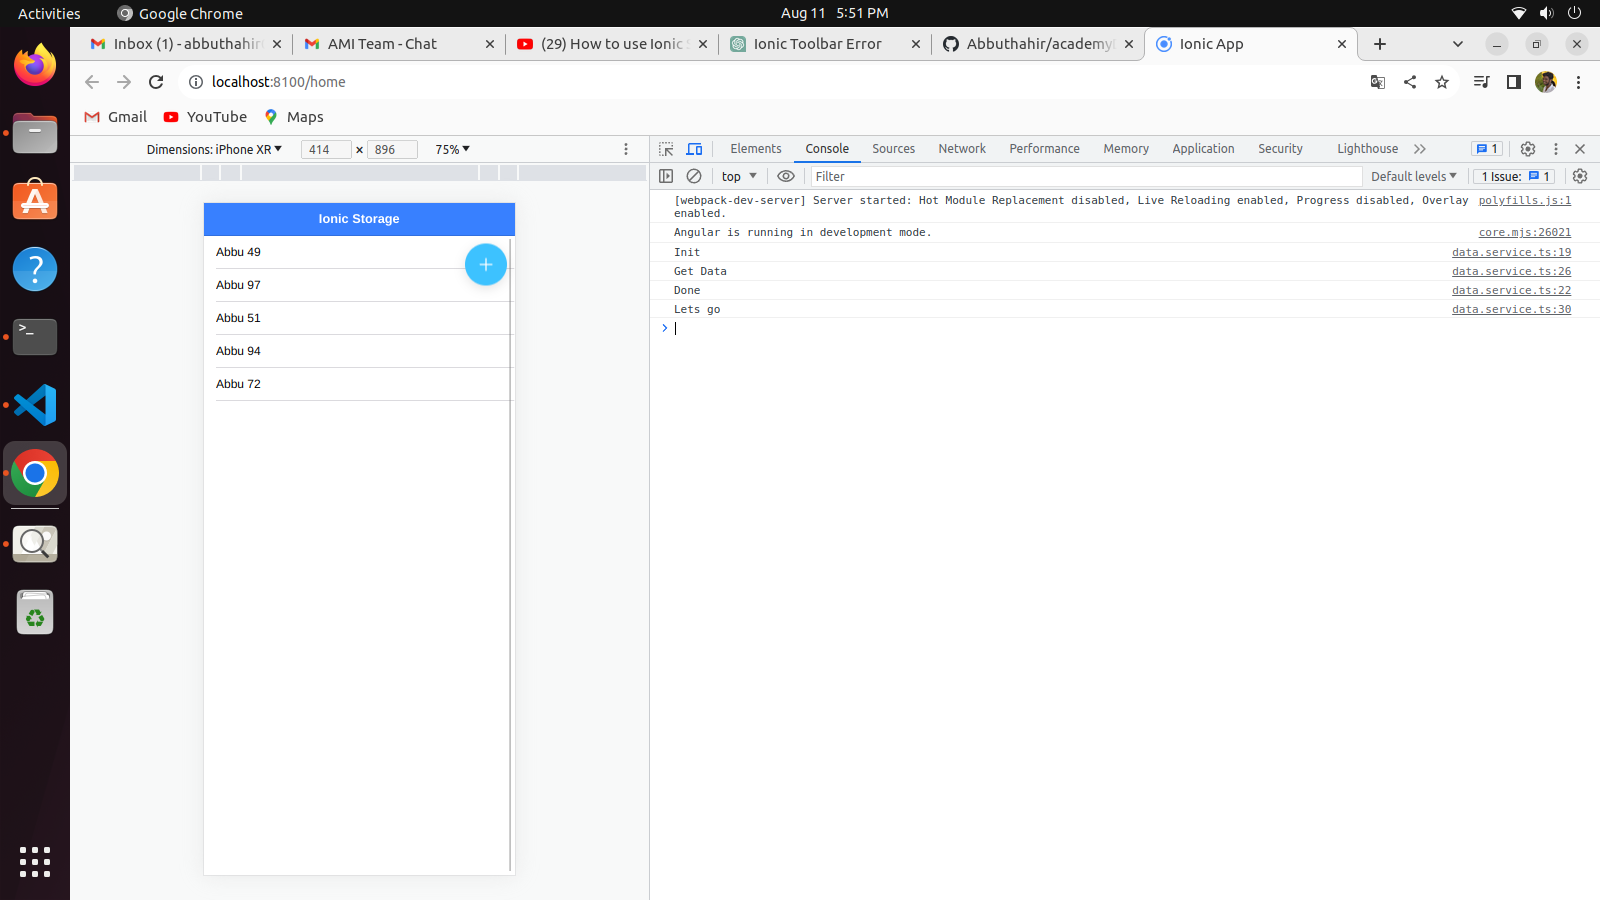 Activities
Google Chrome
Aug 11 5:51 PM
Inbox (1) - abbuthahir
AMI Team - Chat
(29) How to use Ionic S
Ionic Toolbar Error
Abbuthahir/academy
Ionic App
localhost:8100/home
Gmail
YouTube
Maps
Dimensions: iPhone XR
414 × 896
75%
Elements
Console
Sources
Network
Performance
Memory
Application
Security
Lighthouse
1
top
Filter
Default levels
1 Issue: 1
[webpack-dev-server] Server started: Hot Module Replacement disabled, Live Reloading enabled, Progress disabled, Overlay polyfills.js:1
enabled.
Angular is running in development mode. core.mjs:26021
Init data.service.ts:19
Get Data data.service.ts:26
Done data.service.ts:22
Lets go data.service.ts:30
Ionic Storage
Abbu 49
Abbu 97
Abbu 51
Abbu 94
Abbu 72